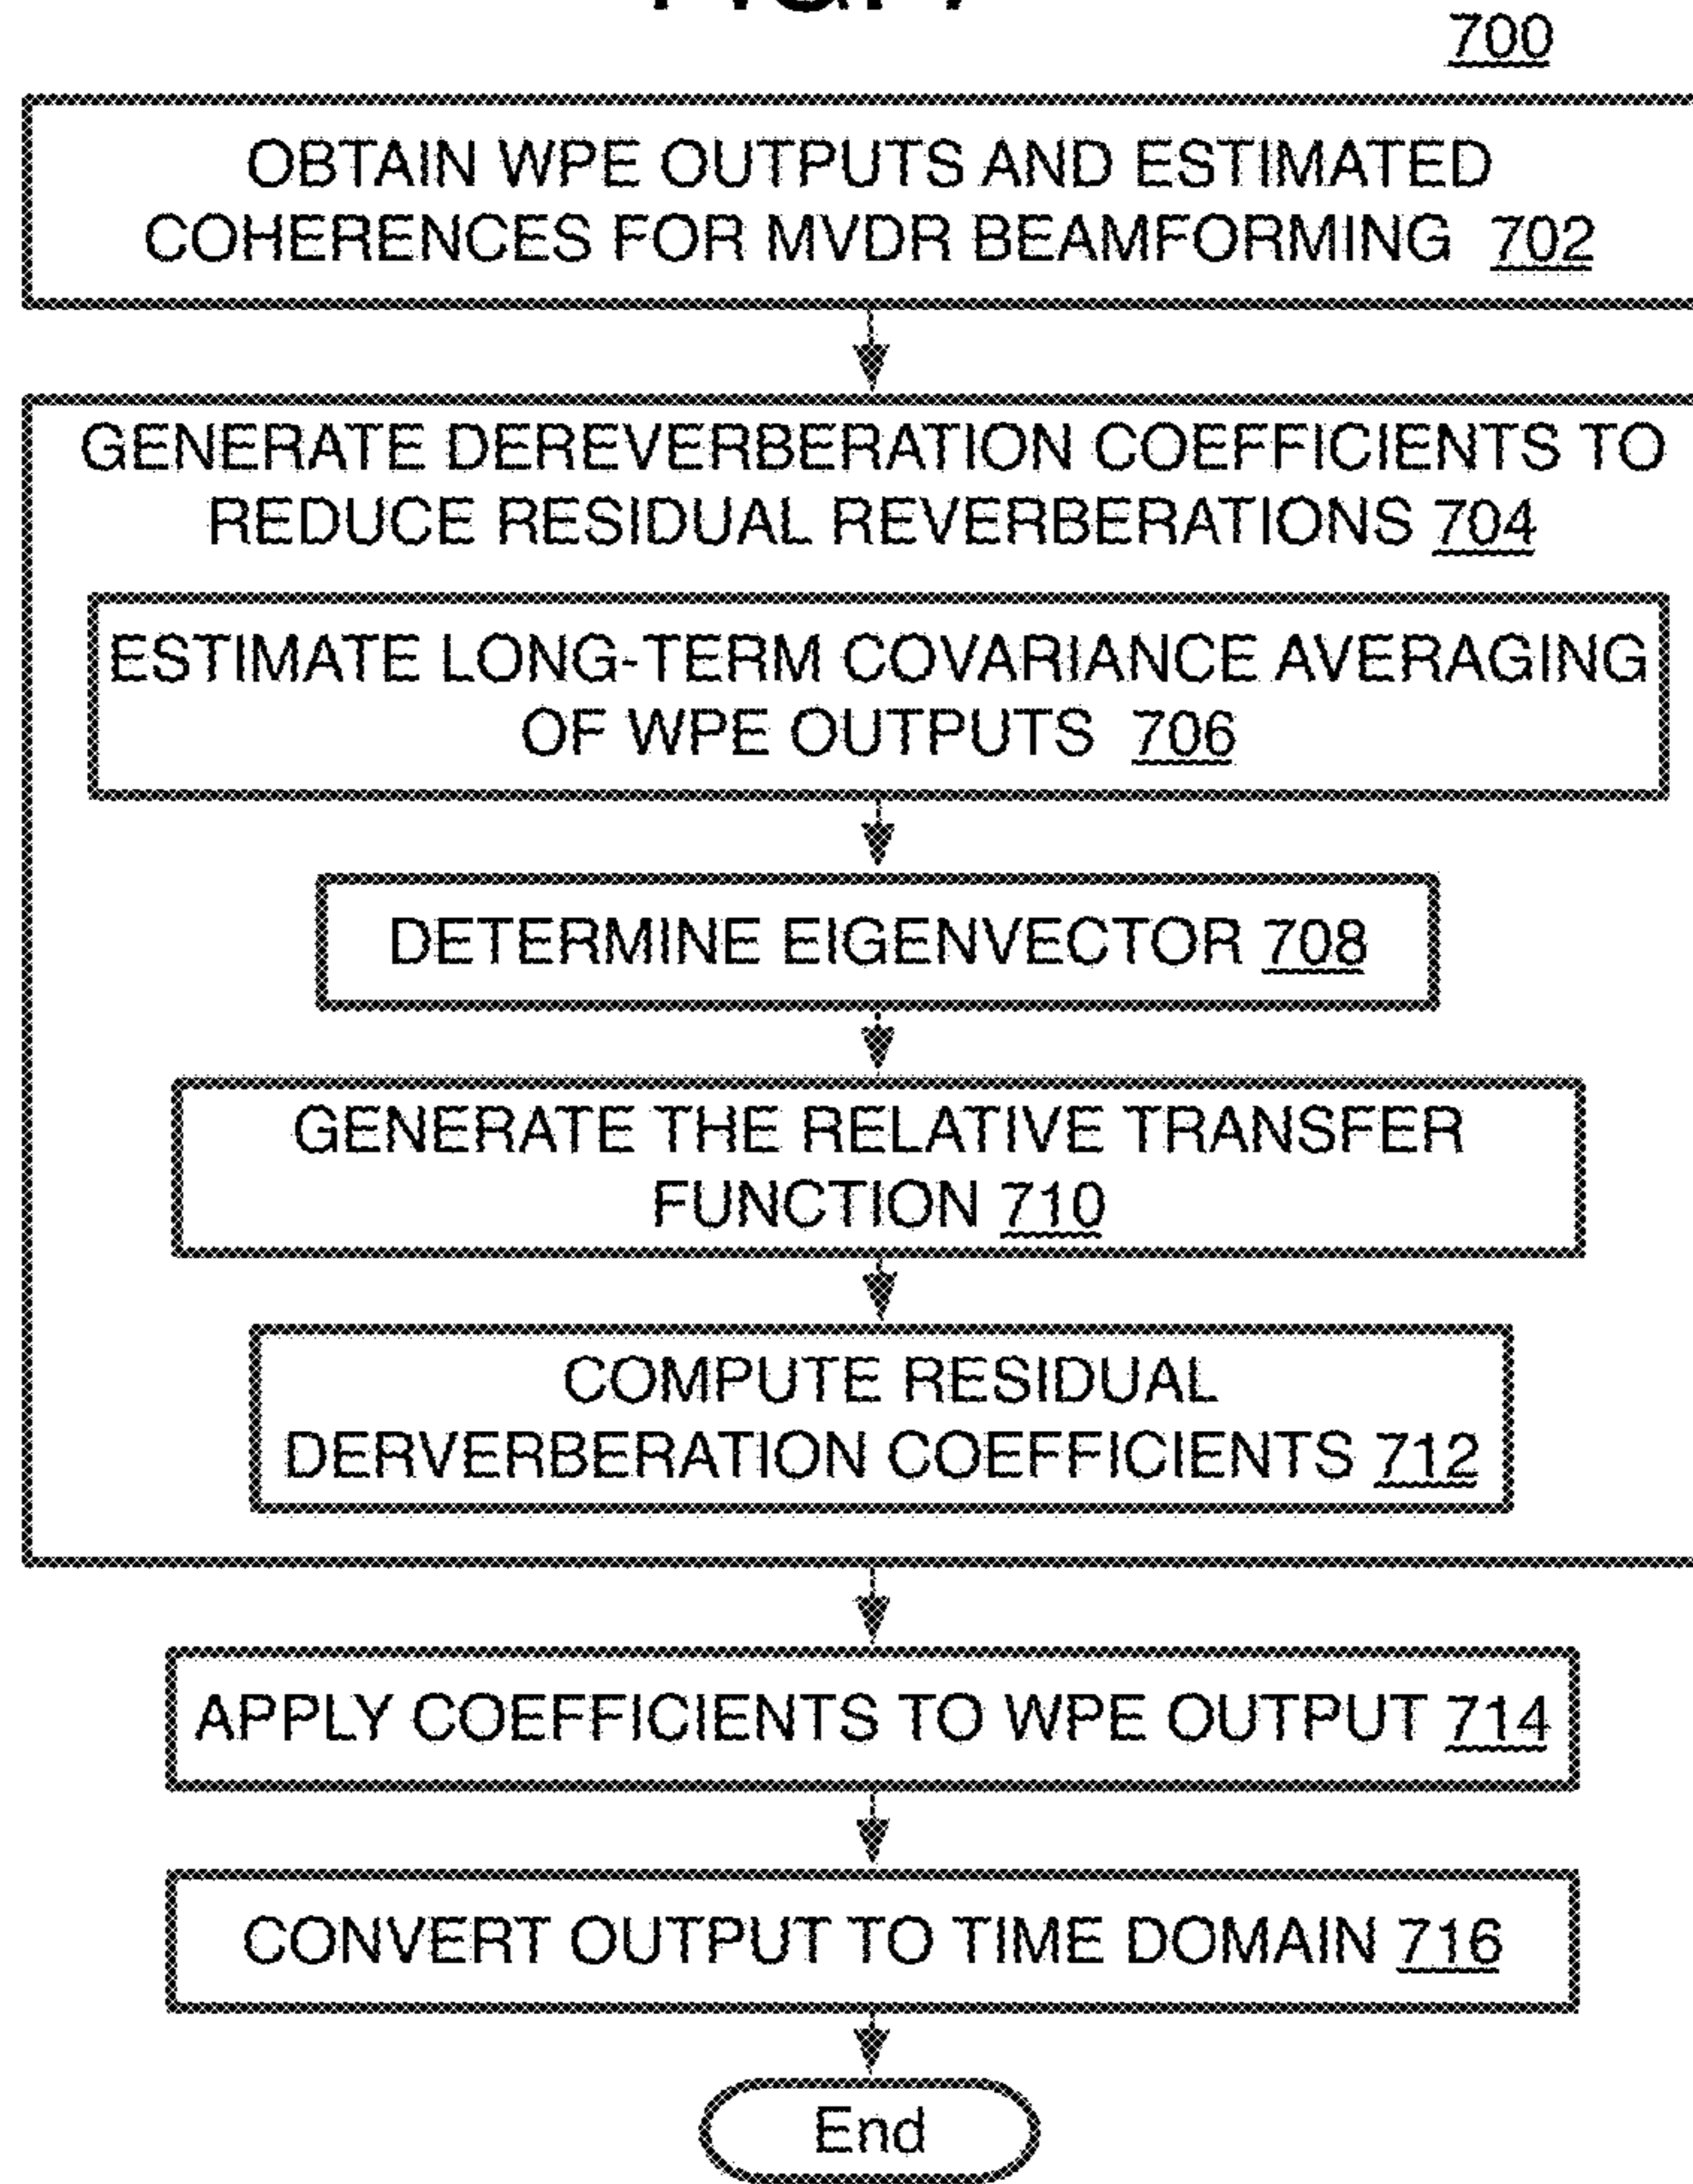 700
OBTAIN WPE OUTPUTS AND ESTIMATED
COHERENCES FOR MVDR BEAMFORMING 702
GENERATE DEREVERBERATION COEFFICIENTS TO
REDUCE RESIDUAL REVERBERATIONS 704
ESTIMATE LONG-TERM COVARIANCE AVERAGING
OF WPE OUTPUTS 706
DETERMINE EIGENVECTOR 708
GENERATE THE RELATIVE TRANSFER
FUNCTION 710
COMPUTE RESIDUAL
DERVERBERATION COEFFICIENTS 712
APPLY COEFFICIENTS TO WPE OUTPUT 714
CONVERT OUTPUT TO TIME DOMAIN 716
End